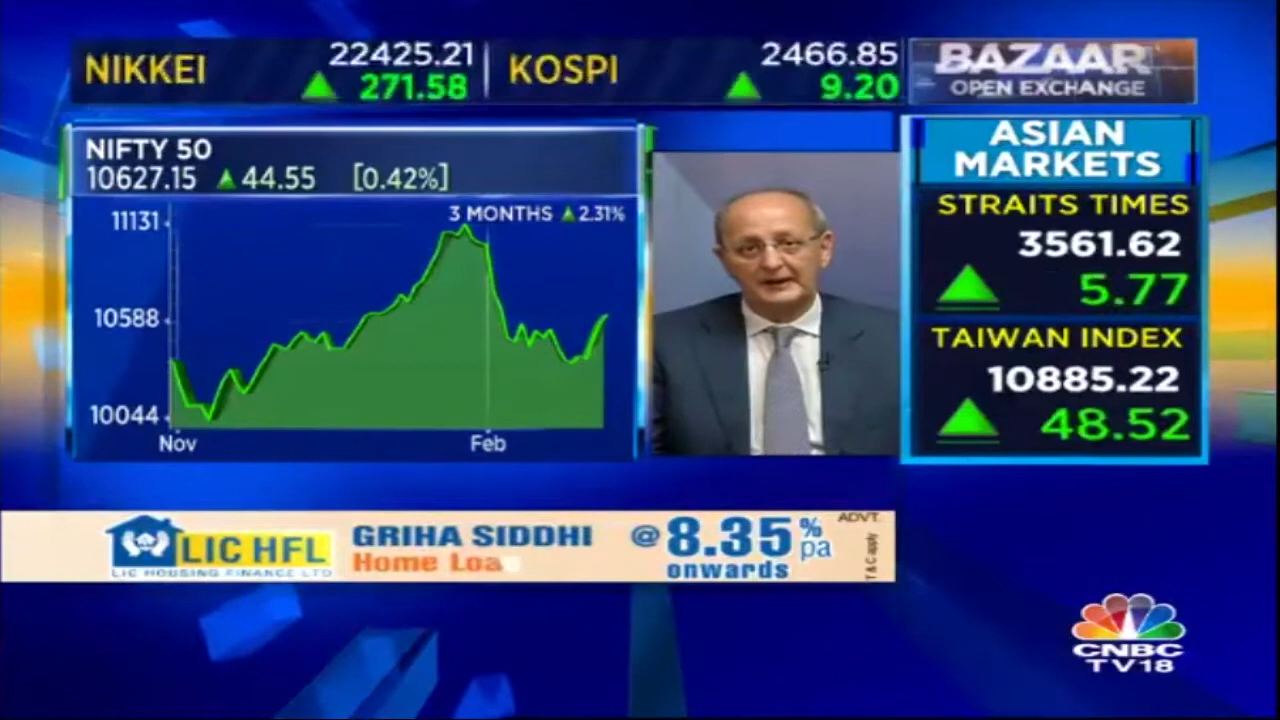 NIKKEI
22425.21
271.58
KOSPI
2466.85
9.20
BAZAAR
OPEN EXCHANGE
NIFTY 50
10627.15 44.55 [0.42%]
3 MONTHS 2.31%
11131
10588
10044
Nov
Feb
ASIAN
MARKETS
STRAITS TIMES
3561.62
5.77
TAIWAN INDEX
10885.22
48.52
LIC HFL
LIC HOUSING FINANCE LTD
GRIHA SIDDHI
Home Loa
@ 8.35 % pa
onwards
ADVT.
T & C apply
CNBC
TV18